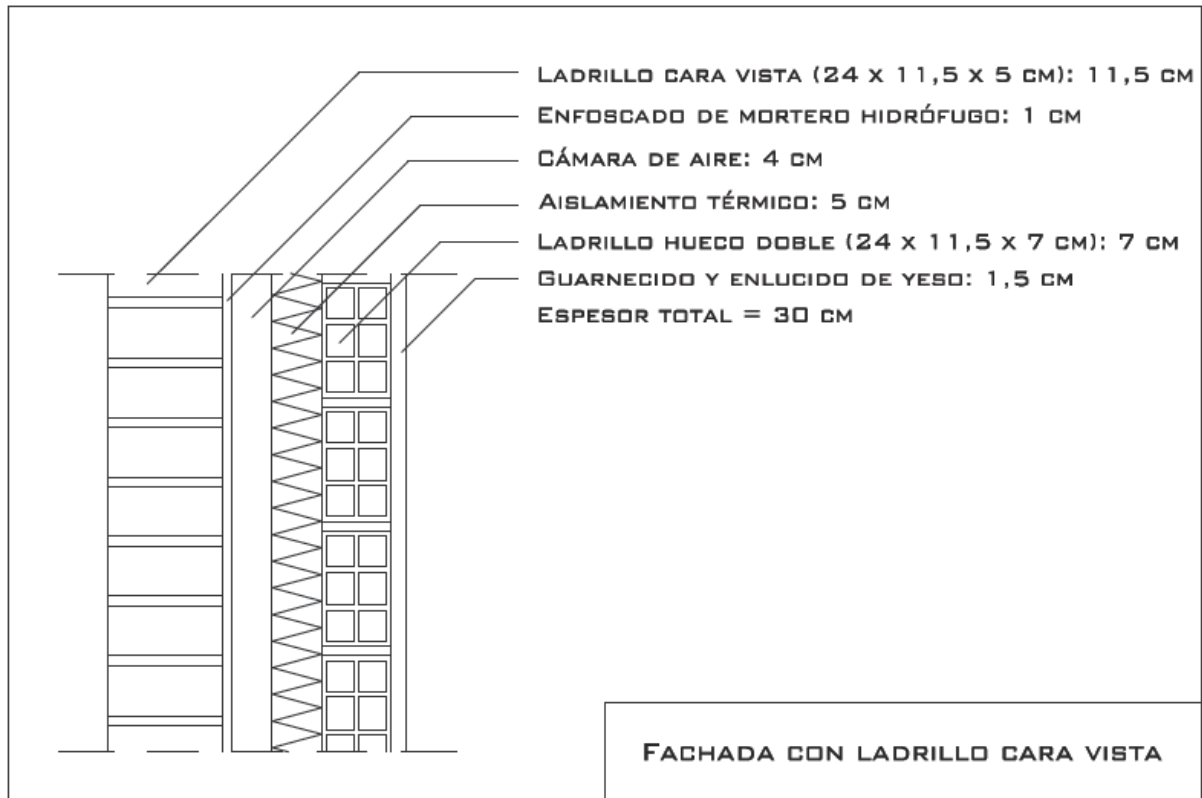 LADRILLO CARA VISTA (24 x 11,5 x 5 CM): 11,5 CM
ENFOSCADO DE MORTERO HIDRÓFUGO: 1 CM
CÁMARA DE AIRE: 4 CM
AISLAMIENTO TÉRMICO: 5 CM
LADRILLO HUECO DOBLE (24 x 11,5 x 7 CM): 7 CM
GUARNECIDO Y ENLUCIDO DE YESO: 1,5 CM
ESPESOR TOTAL = 30 CM
FACHADA CON LADRILLO CARA VISTA